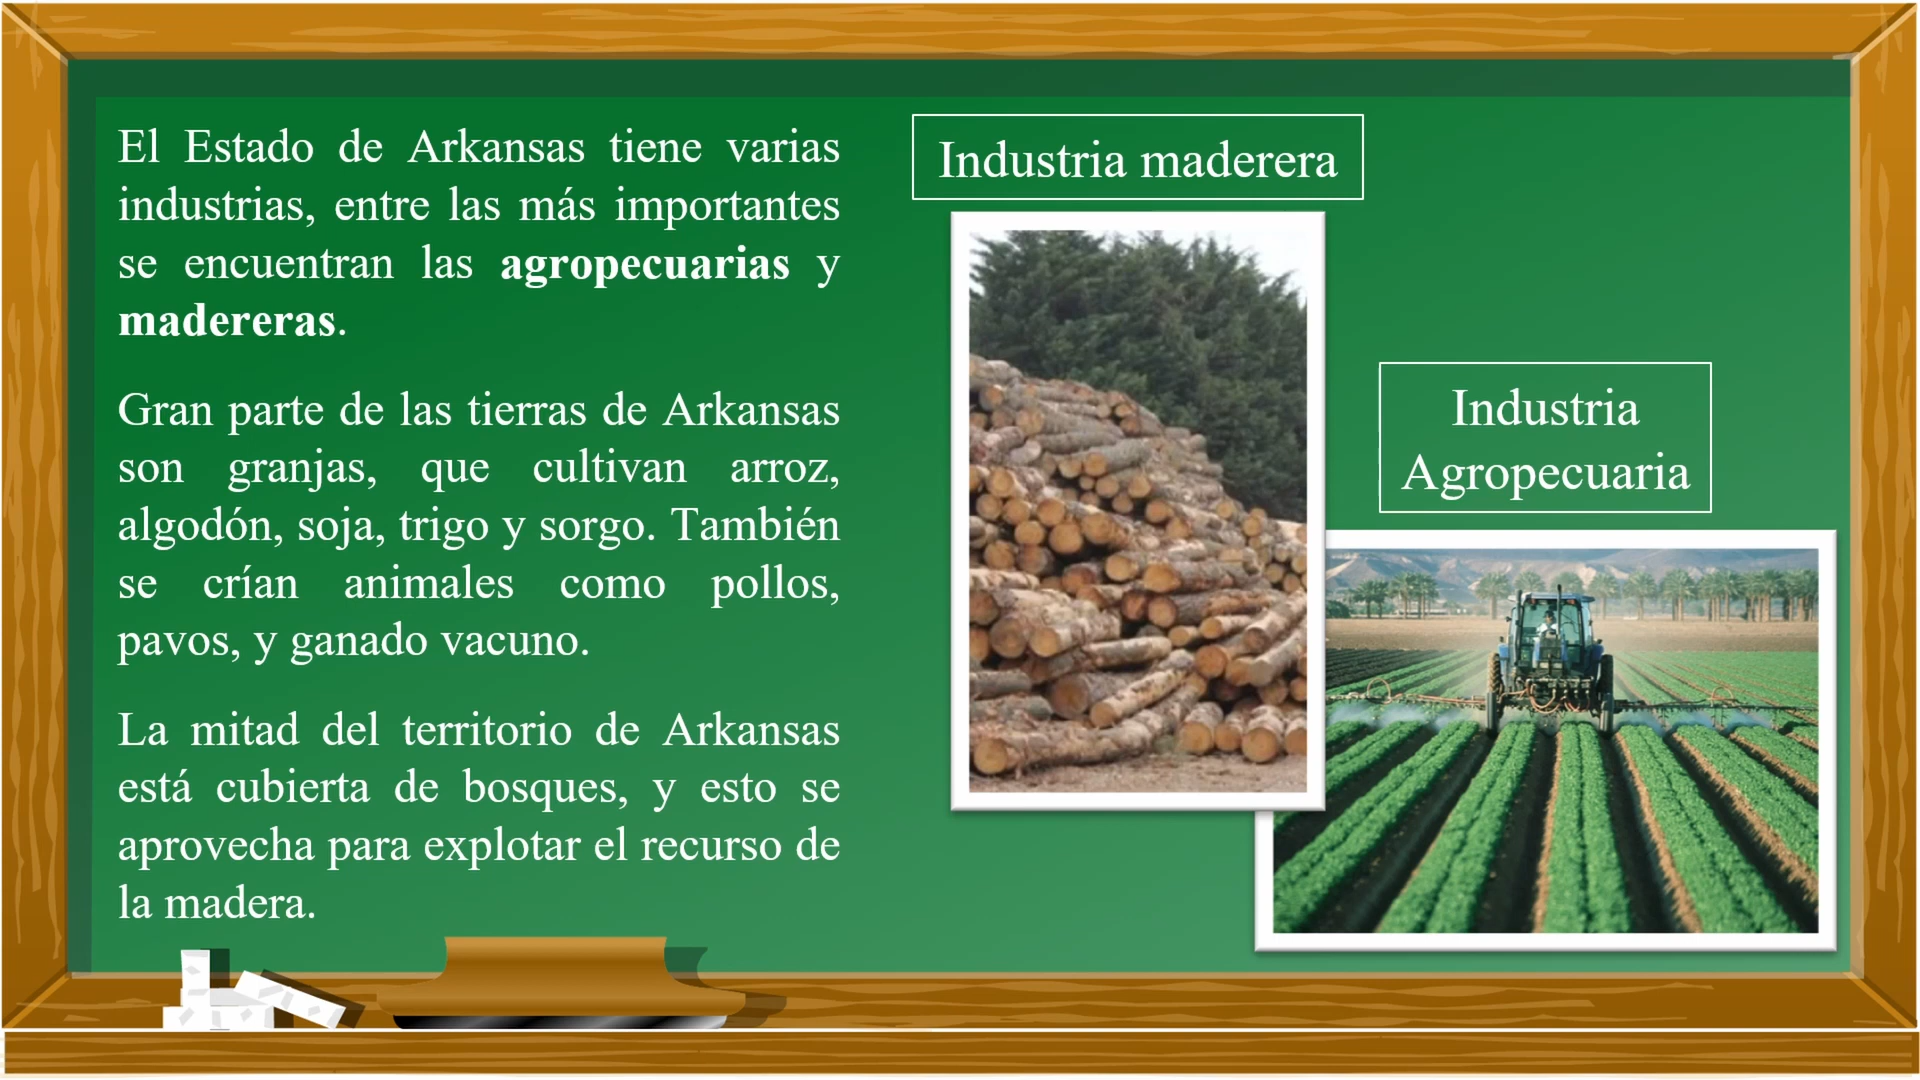 El Estado de Arkansas tiene varias
industrias, entre las más importantes
se encuentran las agropecuarias y
madereras.
Gran parte de las tierras de Arkansas
son granjas, que cultivan arroz,
algodón, soja, trigo y sorgo. También
se crían animales como pollos,
pavos, y ganado vacuno.
La mitad del territorio de Arkansas
está cubierta de bosques, y esto se
aprovecha para explotar el recurso de
la madera.
Industria maderera
Industria
Agropecuaria